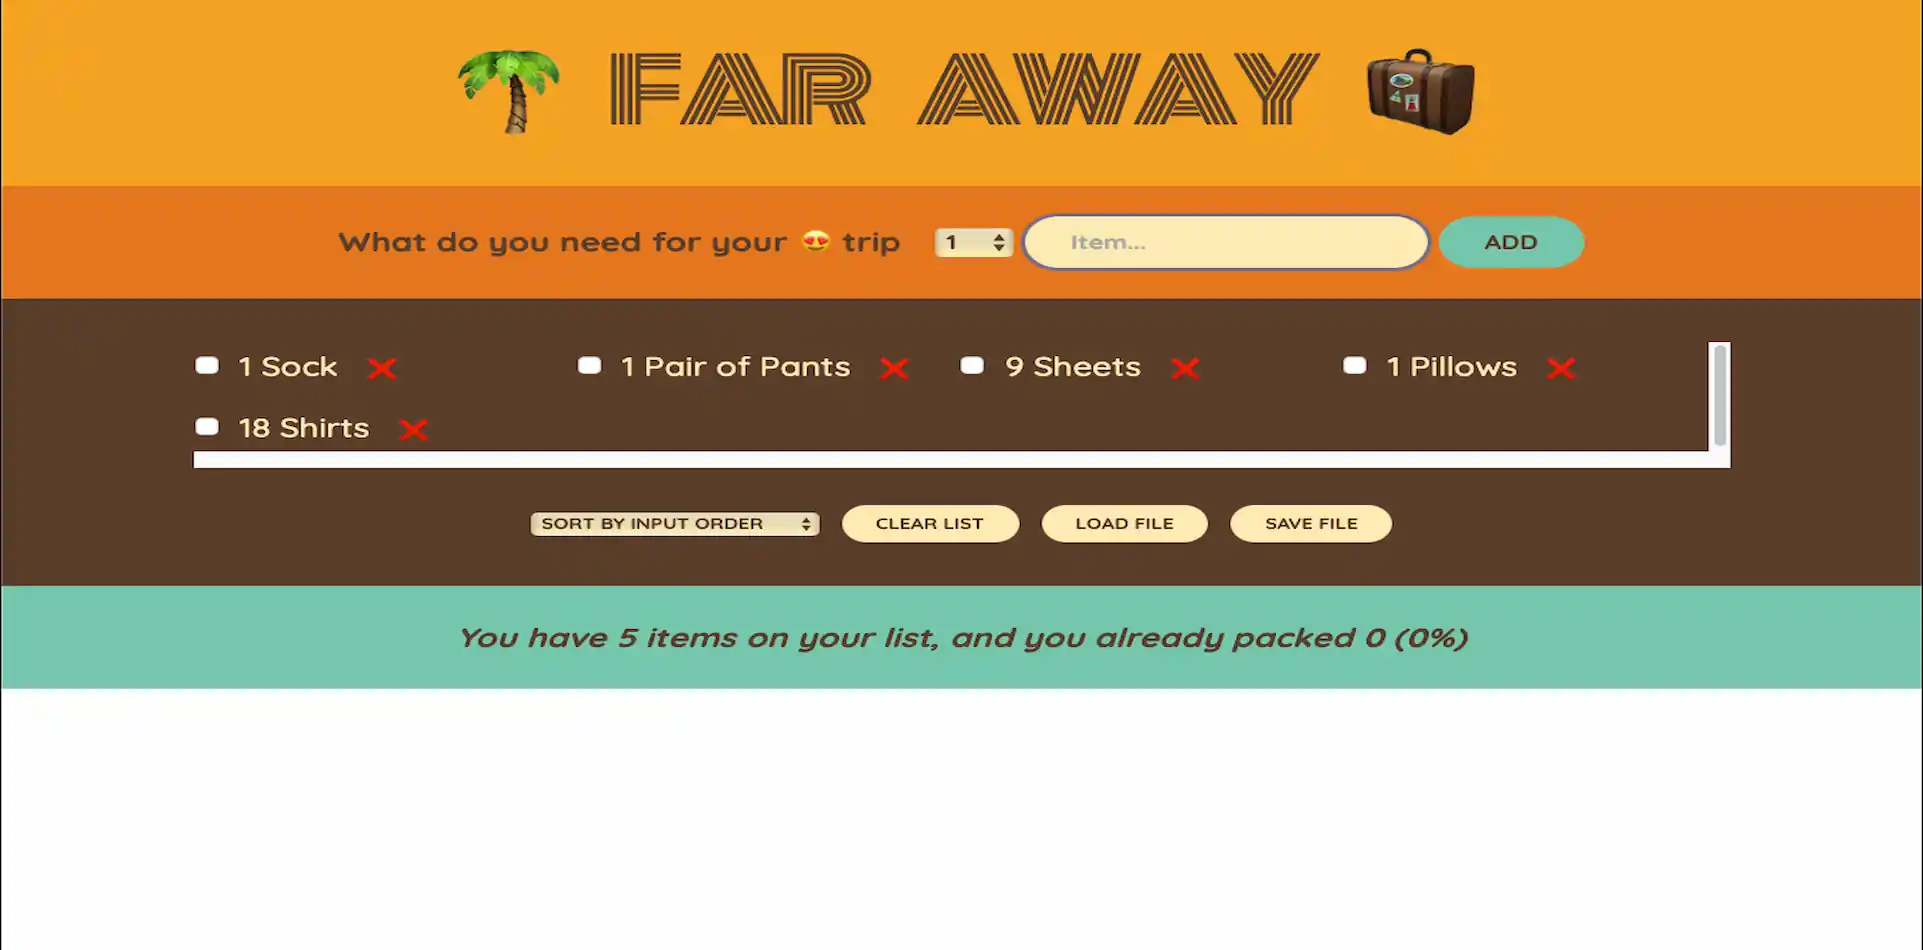 FAR AWAY
What do you need for your 😍 trip 1 Item... ADD
1 Sock ❌ 1 Pair of Pants ❌ 9 Sheets ❌ 1 Pillows ❌
18 Shirts ❌
SORT BY INPUT ORDER CLEAR LIST LOAD FILE SAVE FILE
You have 5 items on your list, and you already packed 0 (0%)